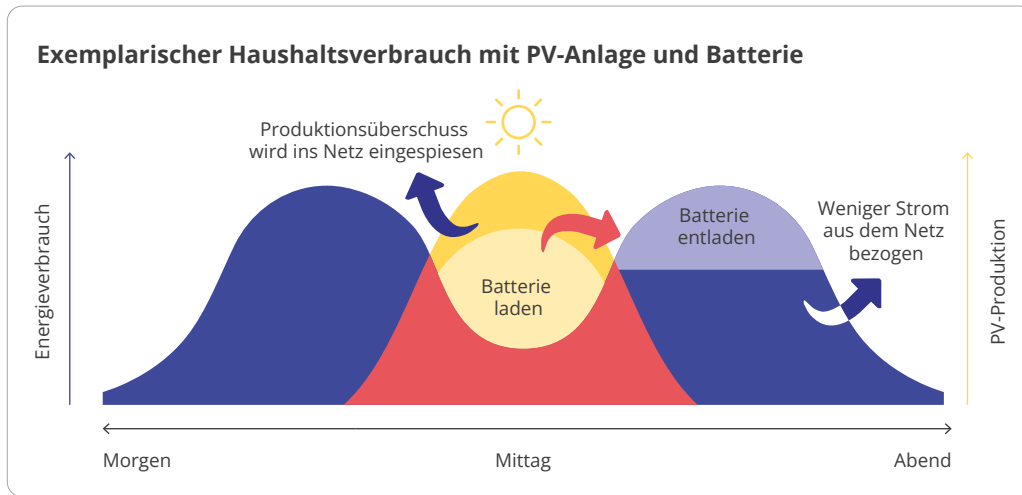 Exemplarischer Haushaltsverbrauch mit PV-Anlage und Batterie
Produktionsüberschuss
wird ins Netz eingespiesen
Energieverbrauch
Batterie
laden
Batterie
entladen
Weniger Strom
aus dem Netz
bezogen
PV-Produktion
Morgen
Mittag
Abend